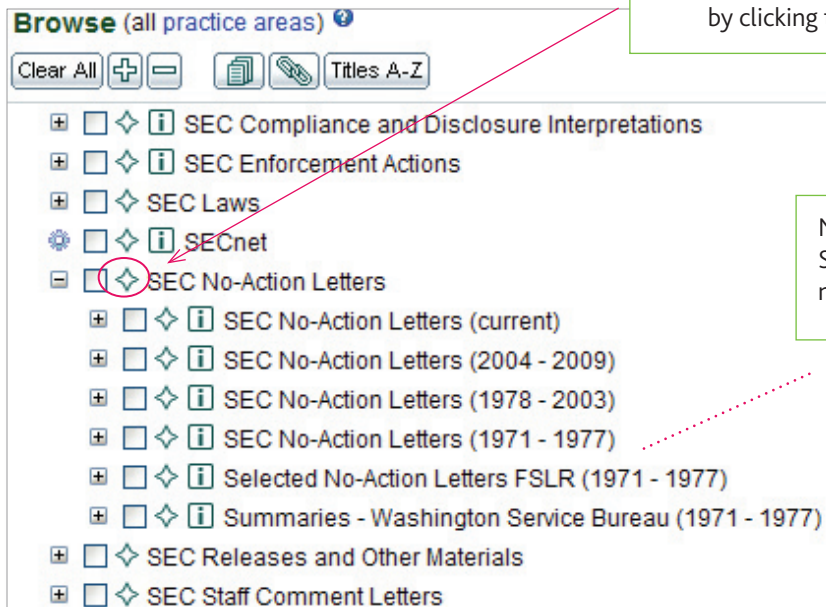 by clicking
Browse (all practice areas)
Clear All Titles A-Z
i SEC Compliance and Disclosure Interpretations
i SEC Enforcement Actions
SEC Laws
i SECnet
SEC No-Action Letters
i SEC No-Action Letters (current)
i SEC No-Action Letters (2004 - 2009)
i SEC No-Action Letters (1978 - 2003)
i SEC No-Action Letters (1971 - 1977)
i Selected No-Action Letters FSLR (1971 - 1977)
i Summaries - Washington Service Bureau (1971 - 1977)
SEC Releases and Other Materials
SEC Staff Comment Letters